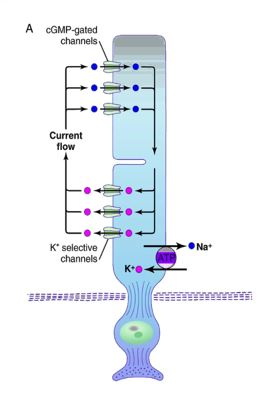 A
cGMP-gated
channels
Current
flow
K⁺ selective
channels
Na⁺
ATP
K⁺